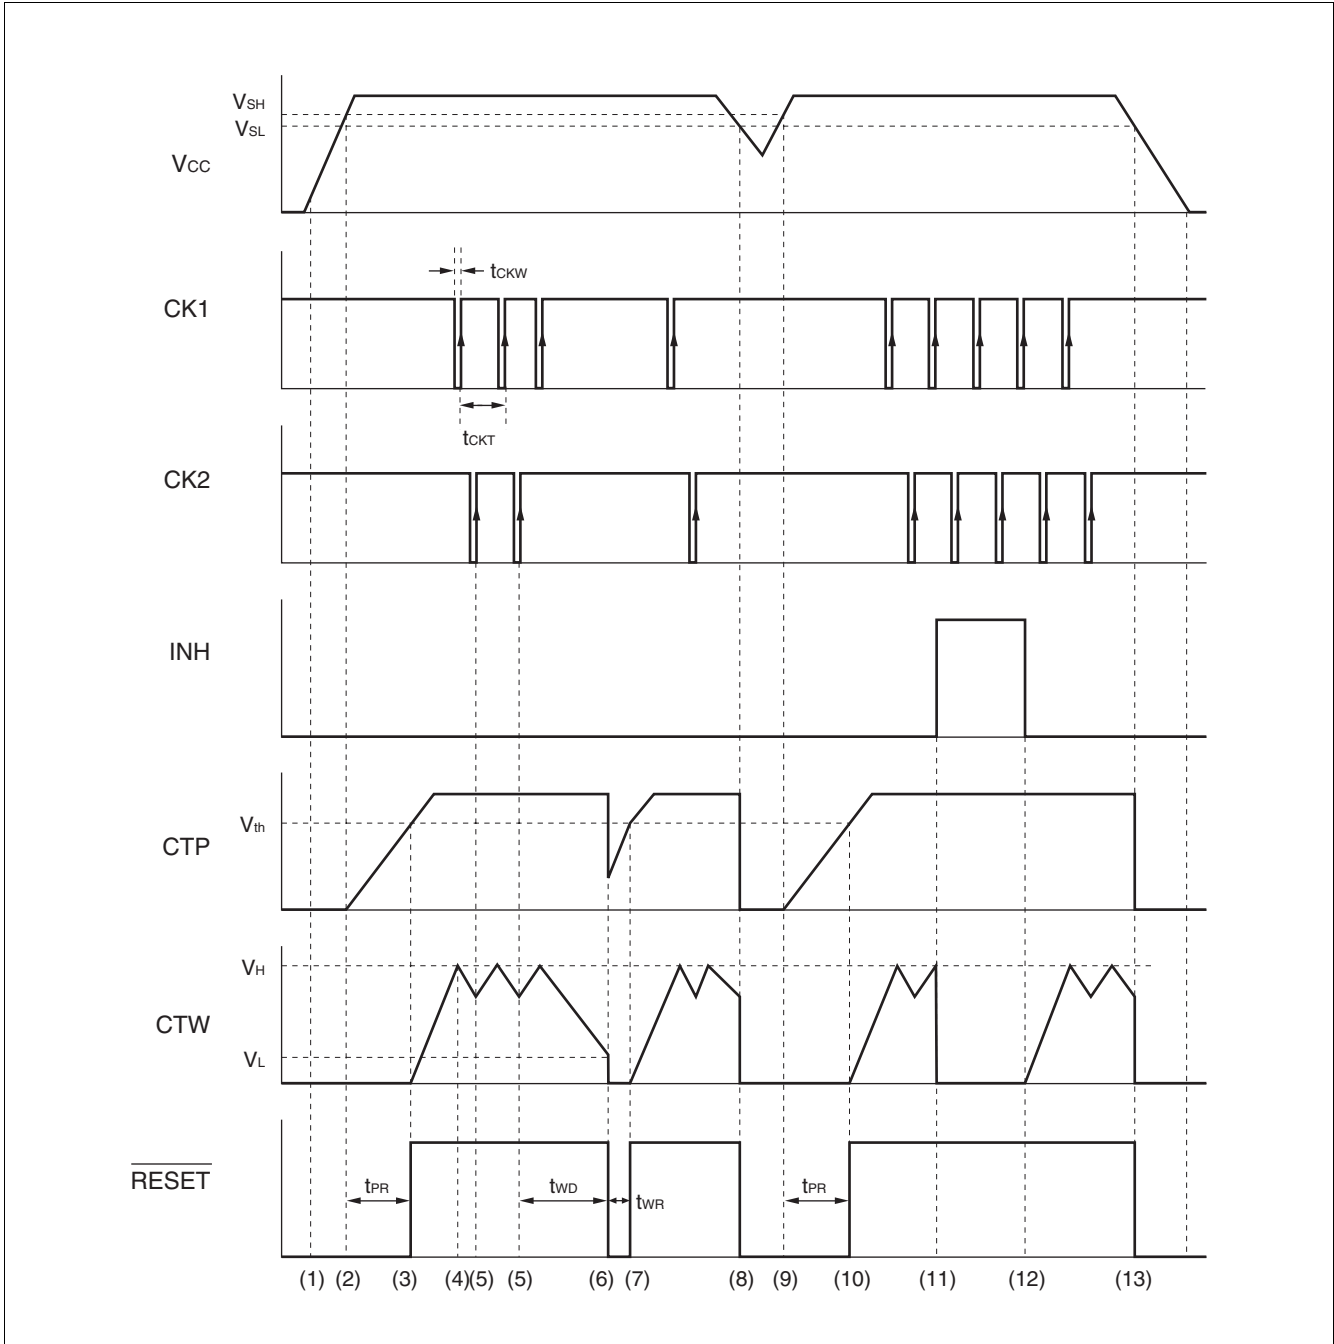 VSH
VSL
VCC
tCKW
CK1
tCKT
CK2
INH
Vth
CTP
VH
CTW
VL
RESET
tPR
tWD
tWR
tPR
(1) (2) (3) (4)(5) (5) (6) (7) (8) (9) (10) (11) (12) (13)